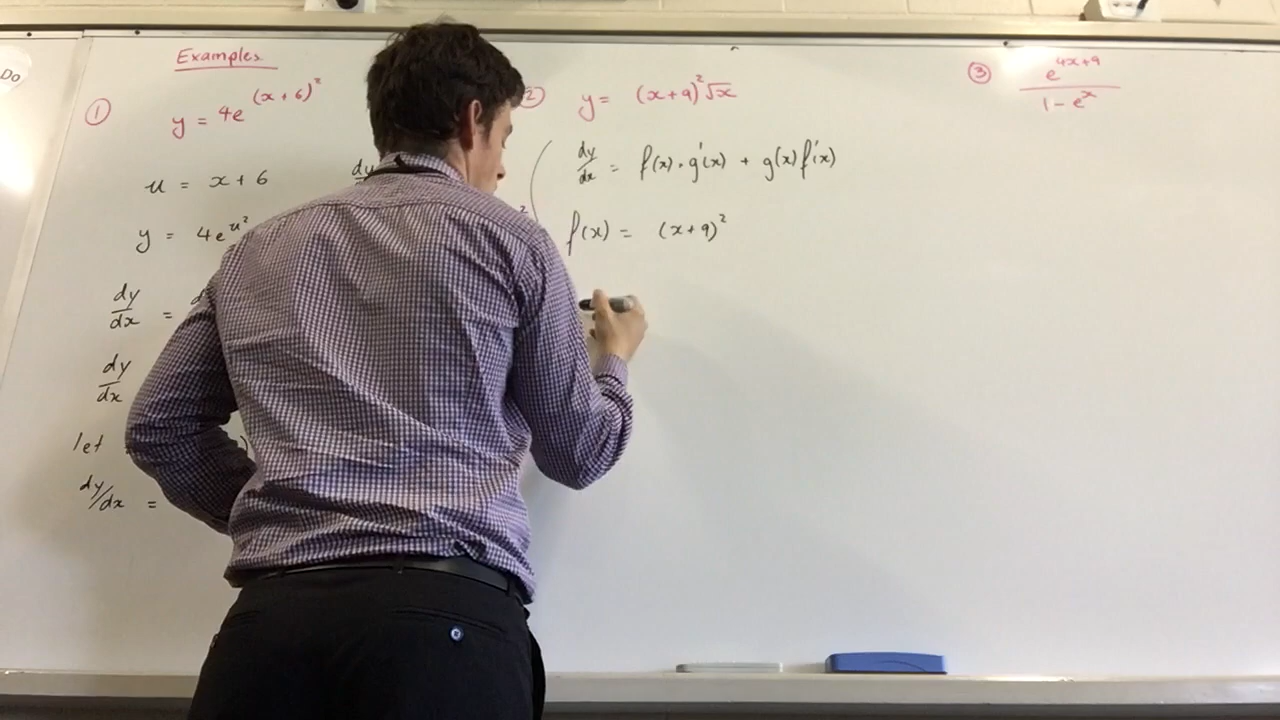 Do
Examples
① y = 4e^(x+6)²
u = x + 6
y = 4e^u²
dy/dx =
dy/dx
let
dy/dx =
② y = (x+9)²√x
dy/dx = f(x).g'(x) + g(x)f'(x)
f(x) = (x+9)²
③ e^4x+9 / 1 - e^x